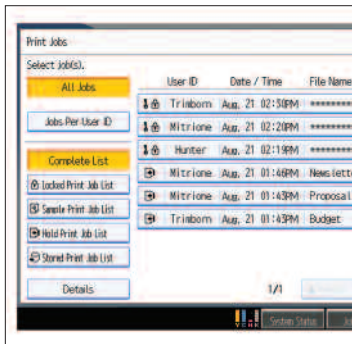 Print Jobs
Select job(s).
All Jobs
Jobs Per User ID
Complete List
Locked Print Job List
Sample Print Job List
Hold Print Job List
Stored Print Job List
Details
User ID Date / Time File Name
Trimborn Aug. 21 02:30PM ********
Mitrione Aug. 21 02:20PM ********
Hunter Aug. 21 02:19PM ********
Mitrione Aug. 21 01:46PM Newslette
Mitrione Aug. 21 01:43PM Proposal
Trimborn Aug. 21 01:43PM Budget
1/1
Y C M K
System Status
Jo